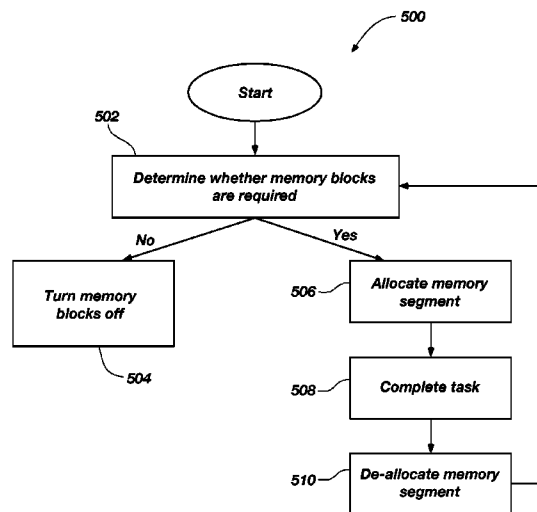 500
Start
502
Determine whether memory blocks
are required
No
Yes
Turn memory
blocks off
504
506
Allocate memory
segment
508
Complete task
510
De-allocate memory
segment